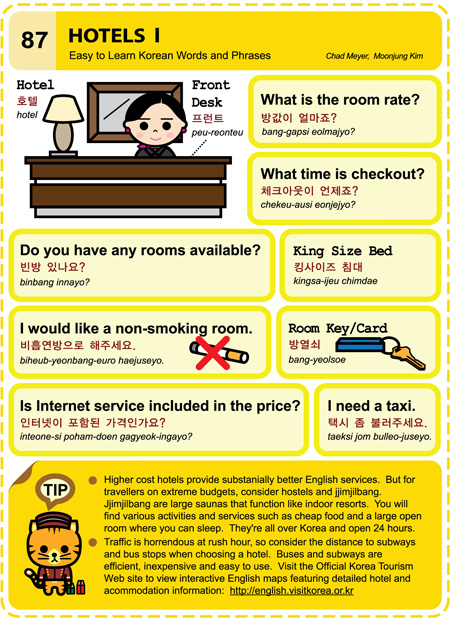 87
HOTELS I
Easy to Learn Korean Words and Phrases
Chad Meyer, Moonjung Kim
Hotel
호텔
hotel
Front
Desk
프런트
peu-reonteu
What is the room rate?
방값이 얼마죠?
bang-gapsi eolmajyo?
What time is checkout?
체크아웃이 언제죠?
chekeu-ausi eonjejyo?
Do you have any rooms available?
빈방 있나요?
binbang innayo?
King Size Bed
킹사이즈 침대
kingsa-ijeu chimdae
I would like a non-smoking room.
비흡연방으로 해주세요.
biheub-yeonbang-euro haejuseyo.
Room Key/Card
방열쇠
bang-yeolsoe
Is Internet service included in the price?
인터넷이 포함된 가격인가요?
inteone-si poham-doen gagyeok-ingayo?
I need a taxi.
택시 좀 불러주세요.
taeksi jom bulleo-juseyo.
TIP
Higher cost hotels provide substanially better English services. But for
travellers on extreme budgets, consider hostels and jjimjilbang.
Jjimjilbang are large saunas that function like indoor resorts. You will
find various activities and services such as cheap food and a large open
room where you can sleep. They're all over Korea and open 24 hours.
Traffic is horrendous at rush hour, so consider the distance to subways
and bus stops when choosing a hotel. Buses and subways are
efficient, inexpensive and easy to use. Visit the Official Korea Tourism
Web site to view interactive English maps featuring detailed hotel and
acommodation information: http://english.visitkorea.or.kr